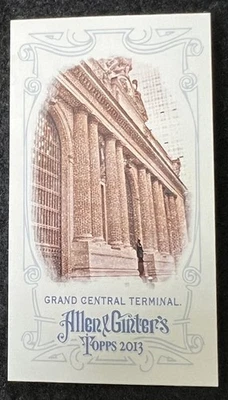 GRAND CENTRAL TERMINAL.
Allen & Ginter's
TOPPS 2013